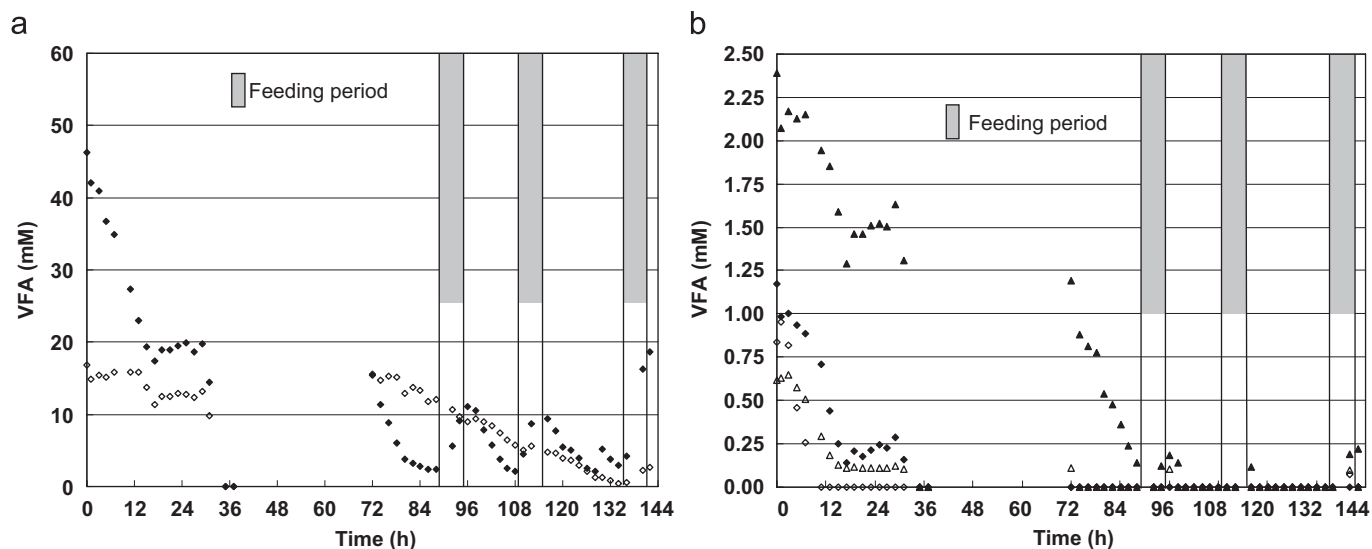 a
60
50
40
30
20
10
0
VFA (mM)
Feeding period
0 12 24 36 48 60 72 84 96 108 120 132 144
Time (h)
b
2.50
2.25
2.00
1.75
1.50
1.25
1.00
0.75
0.50
0.25
0.00
VFA (mM)
Feeding period
0 12 24 36 48 60 72 84 96 108 120 132 144
Time (h)